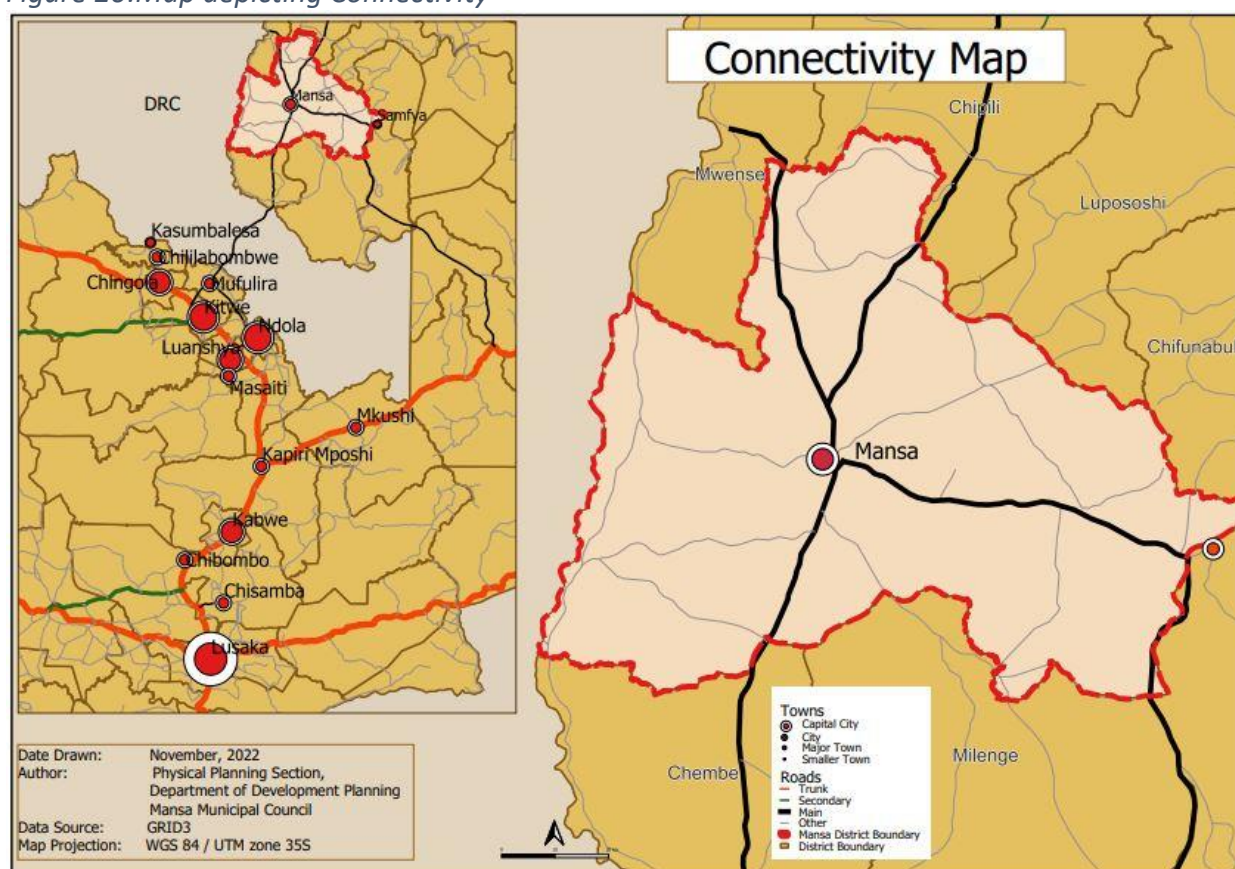 Connectivity Map
DRC
Mansa
Samfya
Kasumbalesa
Chililabombwe
Chingola
Mufulira
Kitwe
Ndola
Luanshya
Masaiti
Mkushi
Kapiri Mposhi
Kabwe
Chibombo
Chisamba
Lusaka
Chipili
Mwense
Lupososhi
Chifunabul
Mansa
Chembe
Milenge
Towns
Capital City
City
Major Town
Smaller Town
Roads
Trunk
Secondary
Main
Other
Mansa District Boundary
District Boundary
Date Drawn: November, 2022
Author: Physical Planning Section,
Department of Development Planning
Mansa Municipal Council
Data Source: GRID3
Map Projection: WGS 84 / UTM zone 35S